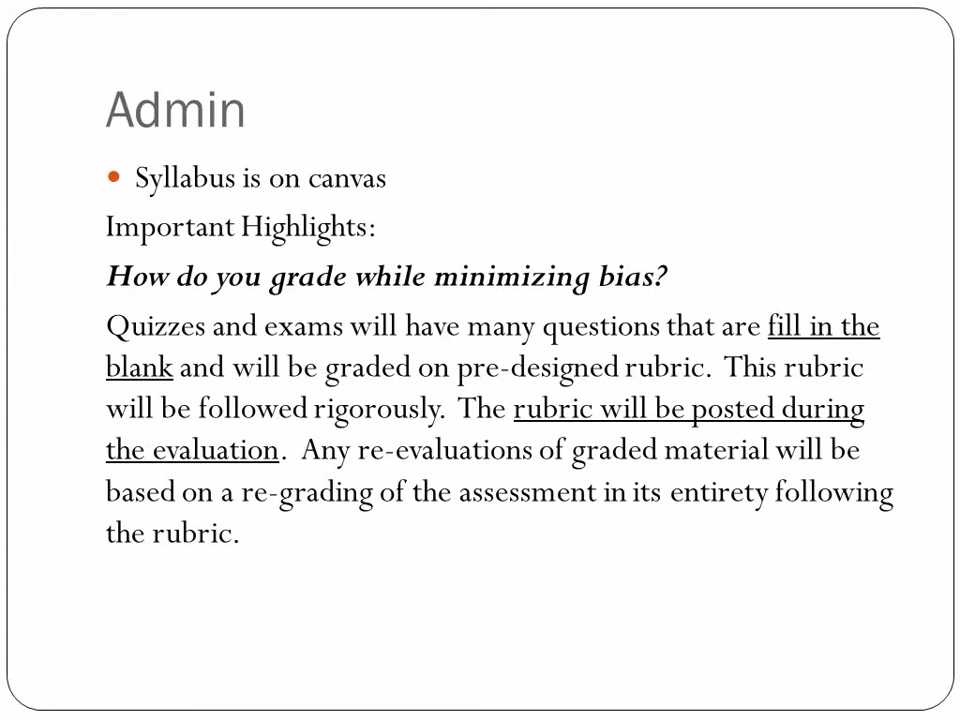 Admin
• Syllabus is on canvas
Important Highlights:
How do you grade while minimizing bias?
Quizzes and exams will have many questions that are fill in the
blank and will be graded on pre-designed rubric.  This rubric
will be followed rigorously.  The rubric will be posted during
the evaluation.  Any re-evaluations of graded material will be
based on a re-grading of the assessment in its entirety following
the rubric.